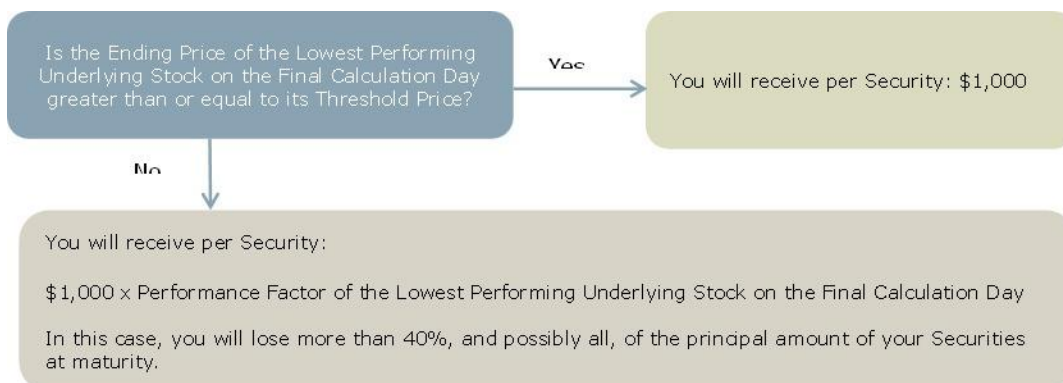 Is the Ending Price of the Lowest Performing
Underlying Stock on the Final Calculation Day
greater than or equal to its Threshold Price?
Yes
You will receive per Security: $1,000
No
You will receive per Security:
$1,000 x Performance Factor of the Lowest Performing Underlying Stock on the Final Calculation Day
In this case, you will lose more than 40%, and possibly all, of the principal amount of your Securities
at maturity.